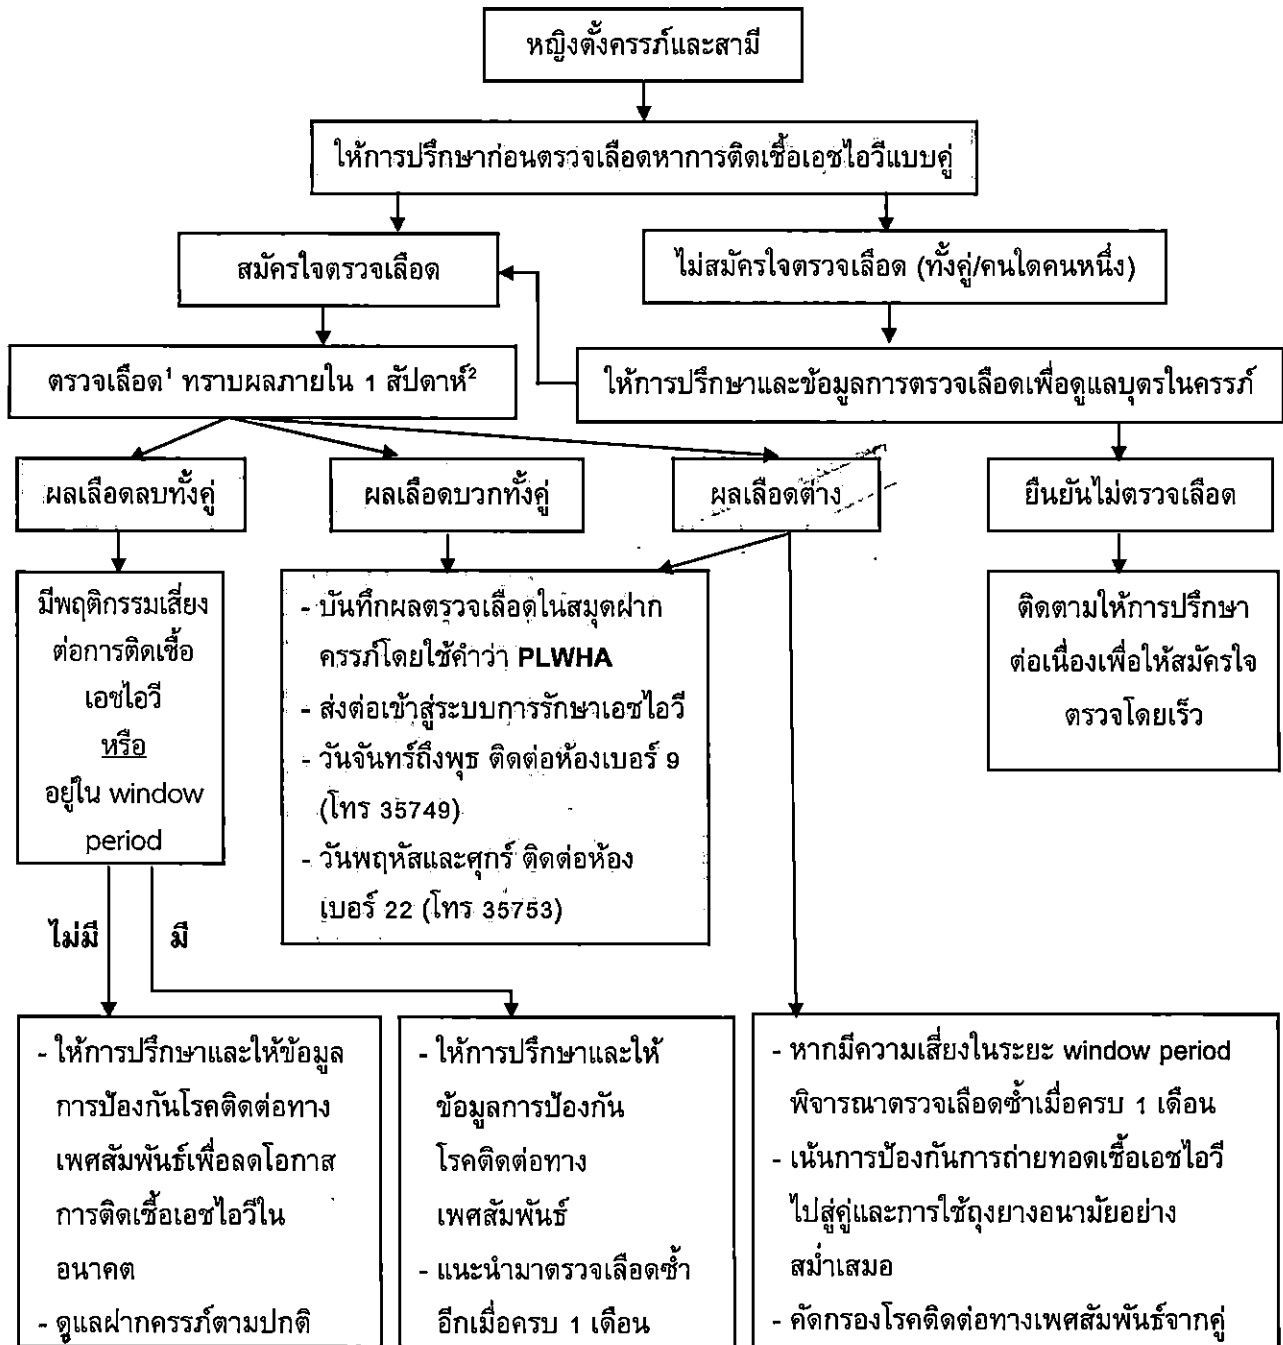 หญิงตั้งครรภ์และสามี
ให้การปรึกษาก่อนตรวจเลือดหาการติดเชื้อเอชไอวีแบบคู่
สมัครใจตรวจเลือด
ไม่สมัครใจตรวจเลือด (ทั้งคู่/คนใดคนหนึ่ง)
ตรวจเลือด¹ ทราบผลภายใน 1 สัปดาห์²
ให้การปรึกษาและข้อมูลการตรวจเลือดเพื่อดูแลบุตรในครรภ์
ผลเลือดลบทั้งคู่
ผลเลือดบวกทั้งคู่
ผลเลือดต่าง
ยืนยันไม่ตรวจเลือด
มีพฤติกรรมเสี่ยง
ต่อการติดเชื้อ
เอชไอวี
หรือ
อยู่ใน window
period
- บันทึกผลตรวจเลือดในสมุดฝาก
ครรภ์โดยใช้คำว่า PLWHA
- ส่งต่อเข้าสู่ระบบการรักษาเอชไอวี
- วันจันทร์ถึงพุธ ติดต่อห้องเบอร์ 9
(โทร 35749)
- วันพฤหัสและศุกร์ ติดต่อห้อง
เบอร์ 22 (โทร 35753)
ติดตามให้การปรึกษา
ต่อเนื่องเพื่อให้สมัครใจ
ตรวจโดยเร็ว
ไม่มี
มี
- ให้การปรึกษาและให้ข้อมูล
การป้องกันโรคติดต่อทาง
เพศสัมพันธ์เพื่อลดโอกาส
การติดเชื้อเอชไอวีใน
อนาคต
- ดูแลฝากครรภ์ตามปกติ
- ให้การปรึกษาและให้
ข้อมูลการป้องกัน
โรคติดต่อทาง
เพศสัมพันธ์
- แนะนำมาตรวจเลือดซ้ำ
อีกเมื่อครบ 1 เดือน
- หากมีความเสี่ยงในระยะ window period
พิจารณาตรวจเลือดซ้ำเมื่อครบ 1 เดือน
- เน้นการป้องกันการถ่ายทอดเชื้อเอชไอวี
ไปสู่คู่และการใช้ถุงยางอนามัยอย่าง
สม่ำเสมอ
- คัดกรองโรคติดต่อทางเพศสัมพันธ์จากคู่